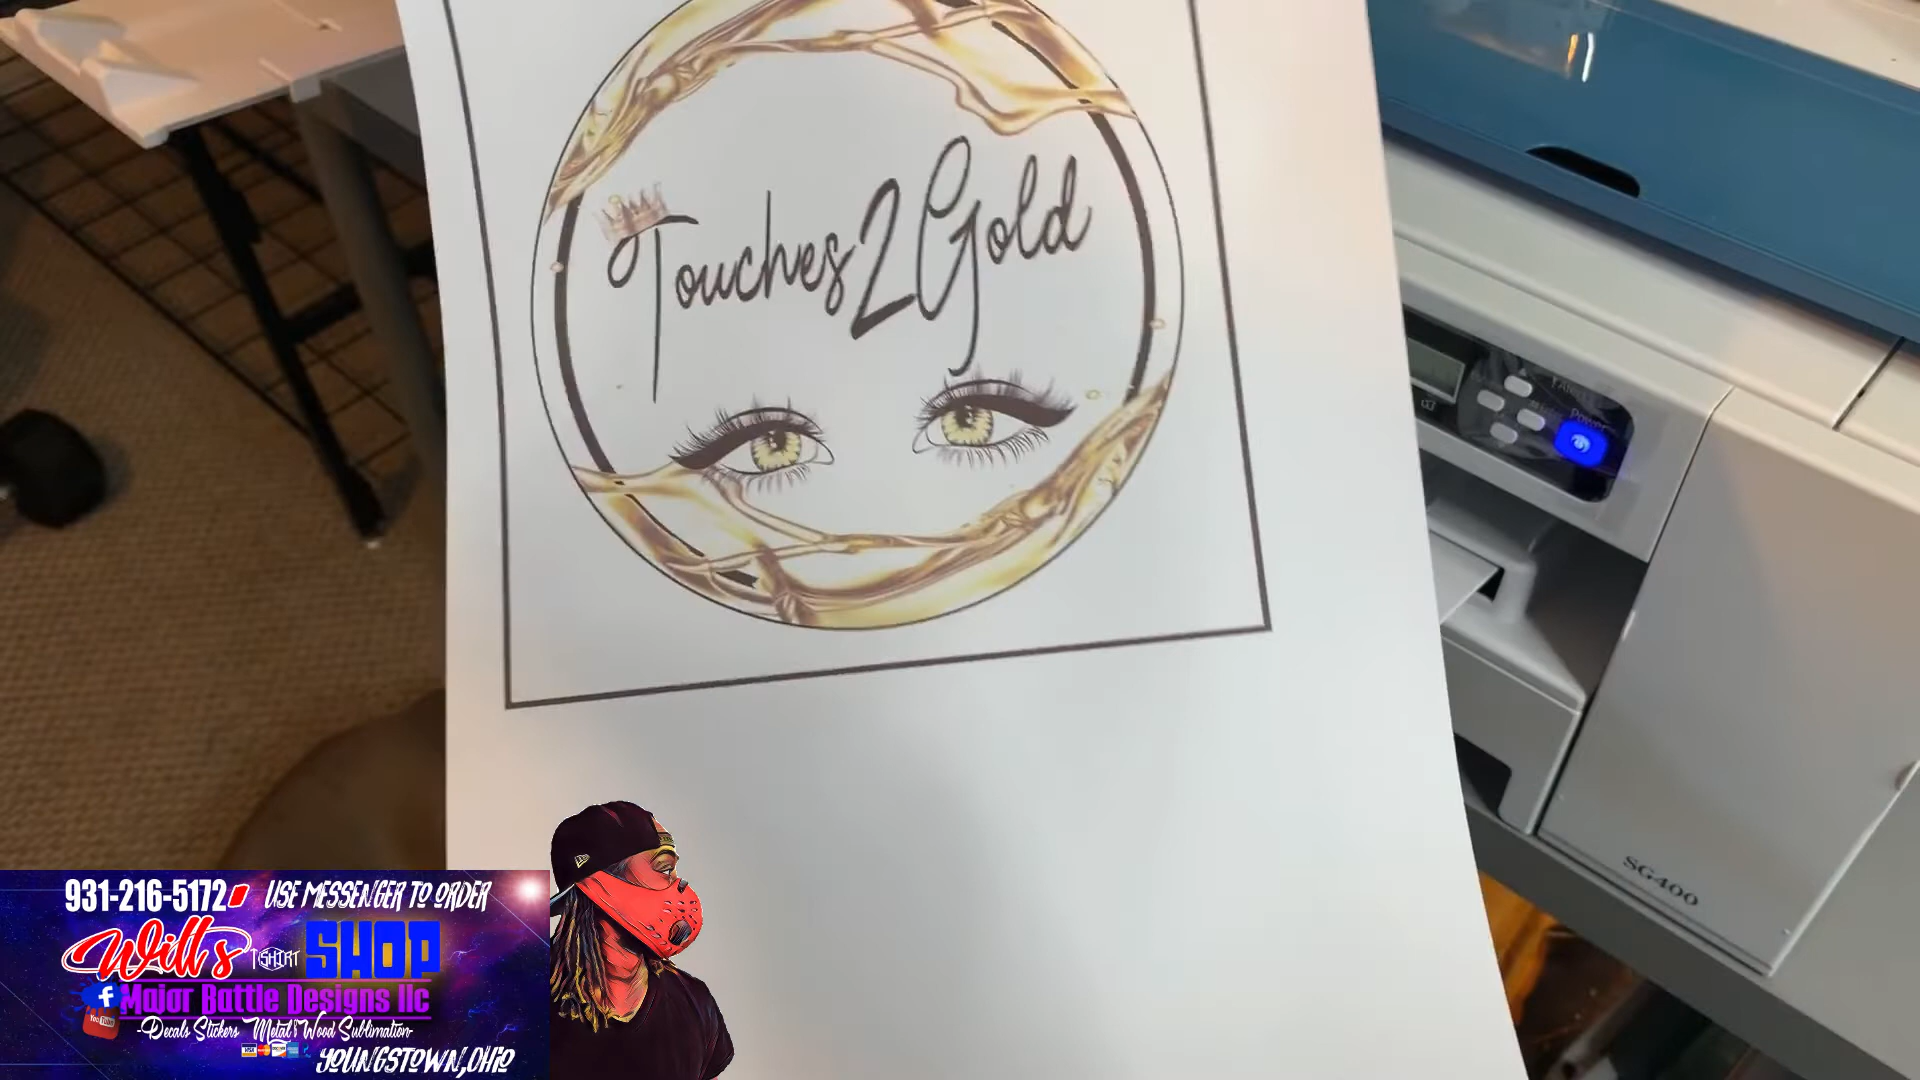 Touches2Gold
Power
SG400
931-216-5172 USE MESSENGER TO ORDER
Will's T-SHIRT SHOP
Major Battle Designs llc
-Decals Stickers Metal Wood Sublimation-
YOUNGSTOWN,OHIO